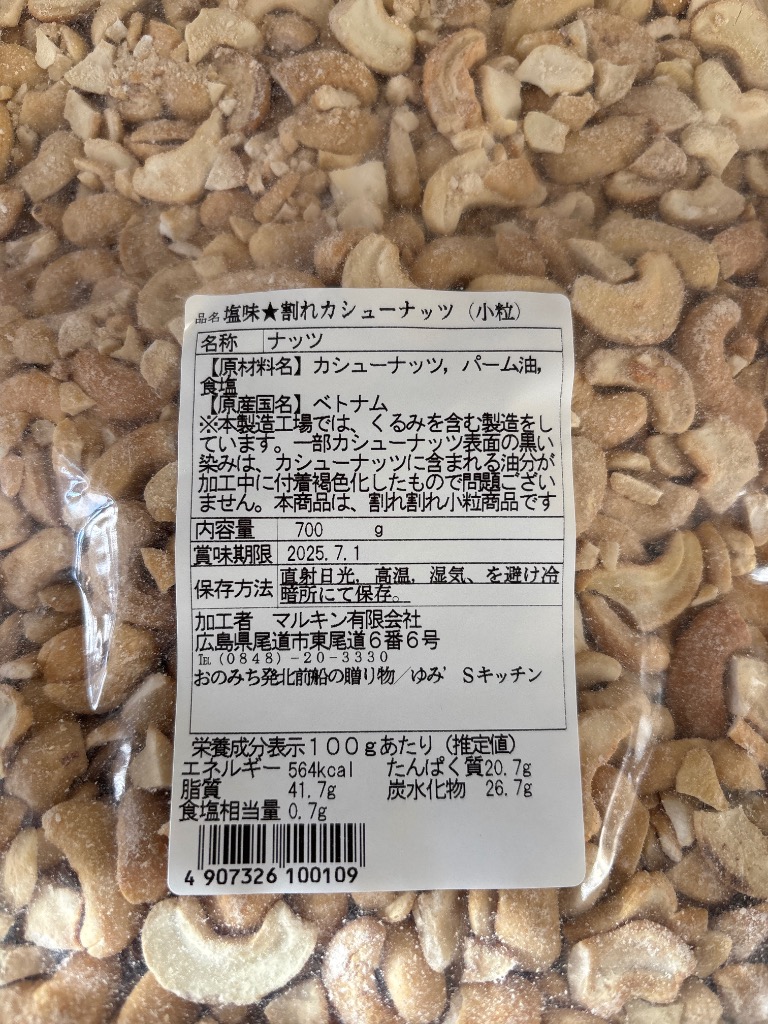 品名 塩味★割れカシューナッツ（小粒）
名称 ナッツ
【原材料名】カシューナッツ，パーム油，
食塩
【原産国名】ベトナム
※本製造工場では、くるみを含む製造をし
ています。一部カシューナッツ表面の黒い
染みは、カシューナッツに含まれる油分が
加工中に付着褐色化したもので問題ござい
ません。本商品は、割れ割れ小粒商品です
内容量 700 g
賞味期限 2025.7.1
保存方法 直射日光，高温，湿気、を避け冷
暗所にて保存。
加工者 マルキン有限会社
広島県尾道市東尾道６番６号
℡（0848）－20－3330
おのみち発北前船の贈り物／ゆみ’Ｓキッチン
栄養成分表示１００ｇあたり（推定値）
エネルギー 564kcal たんぱく質20.7g
脂質 41.7g 炭水化物 26.7g
食塩相当量 0.7g
4 907326 100109